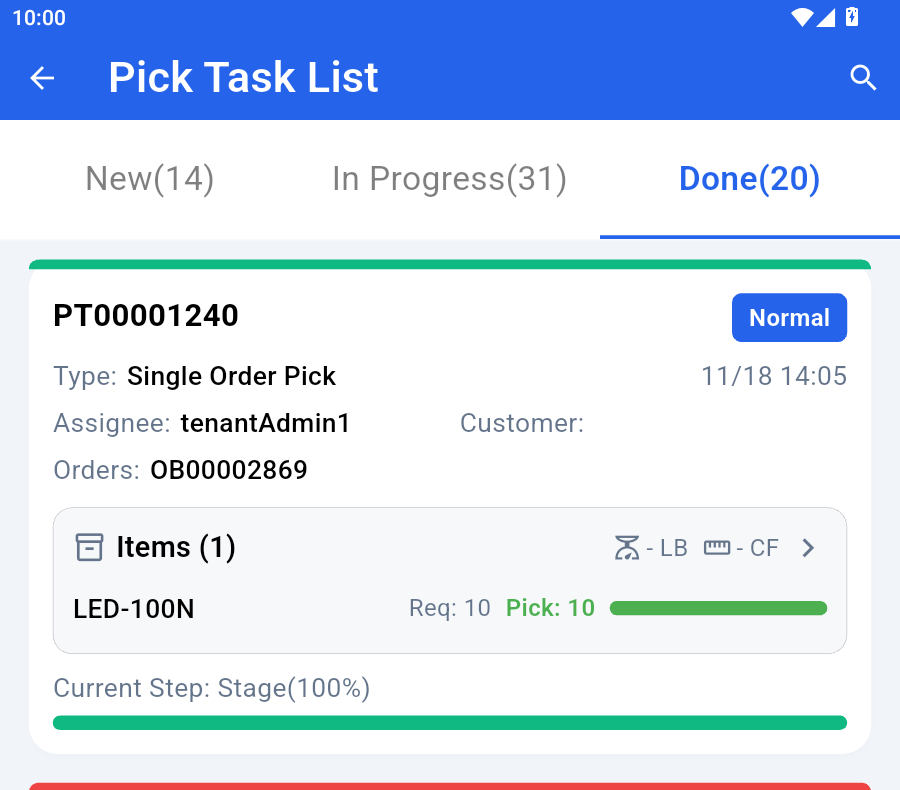 10:00
Pick Task List
New(14) In Progress(31) Done(20)
PT00001240 Normal
Type: Single Order Pick 11/18 14:05
Assignee: tenantAdmin1 Customer:
Orders: OB00002869
Items (1) - LB - CF
LED-100N Req: 10 Pick: 10
Current Step: Stage(100%)